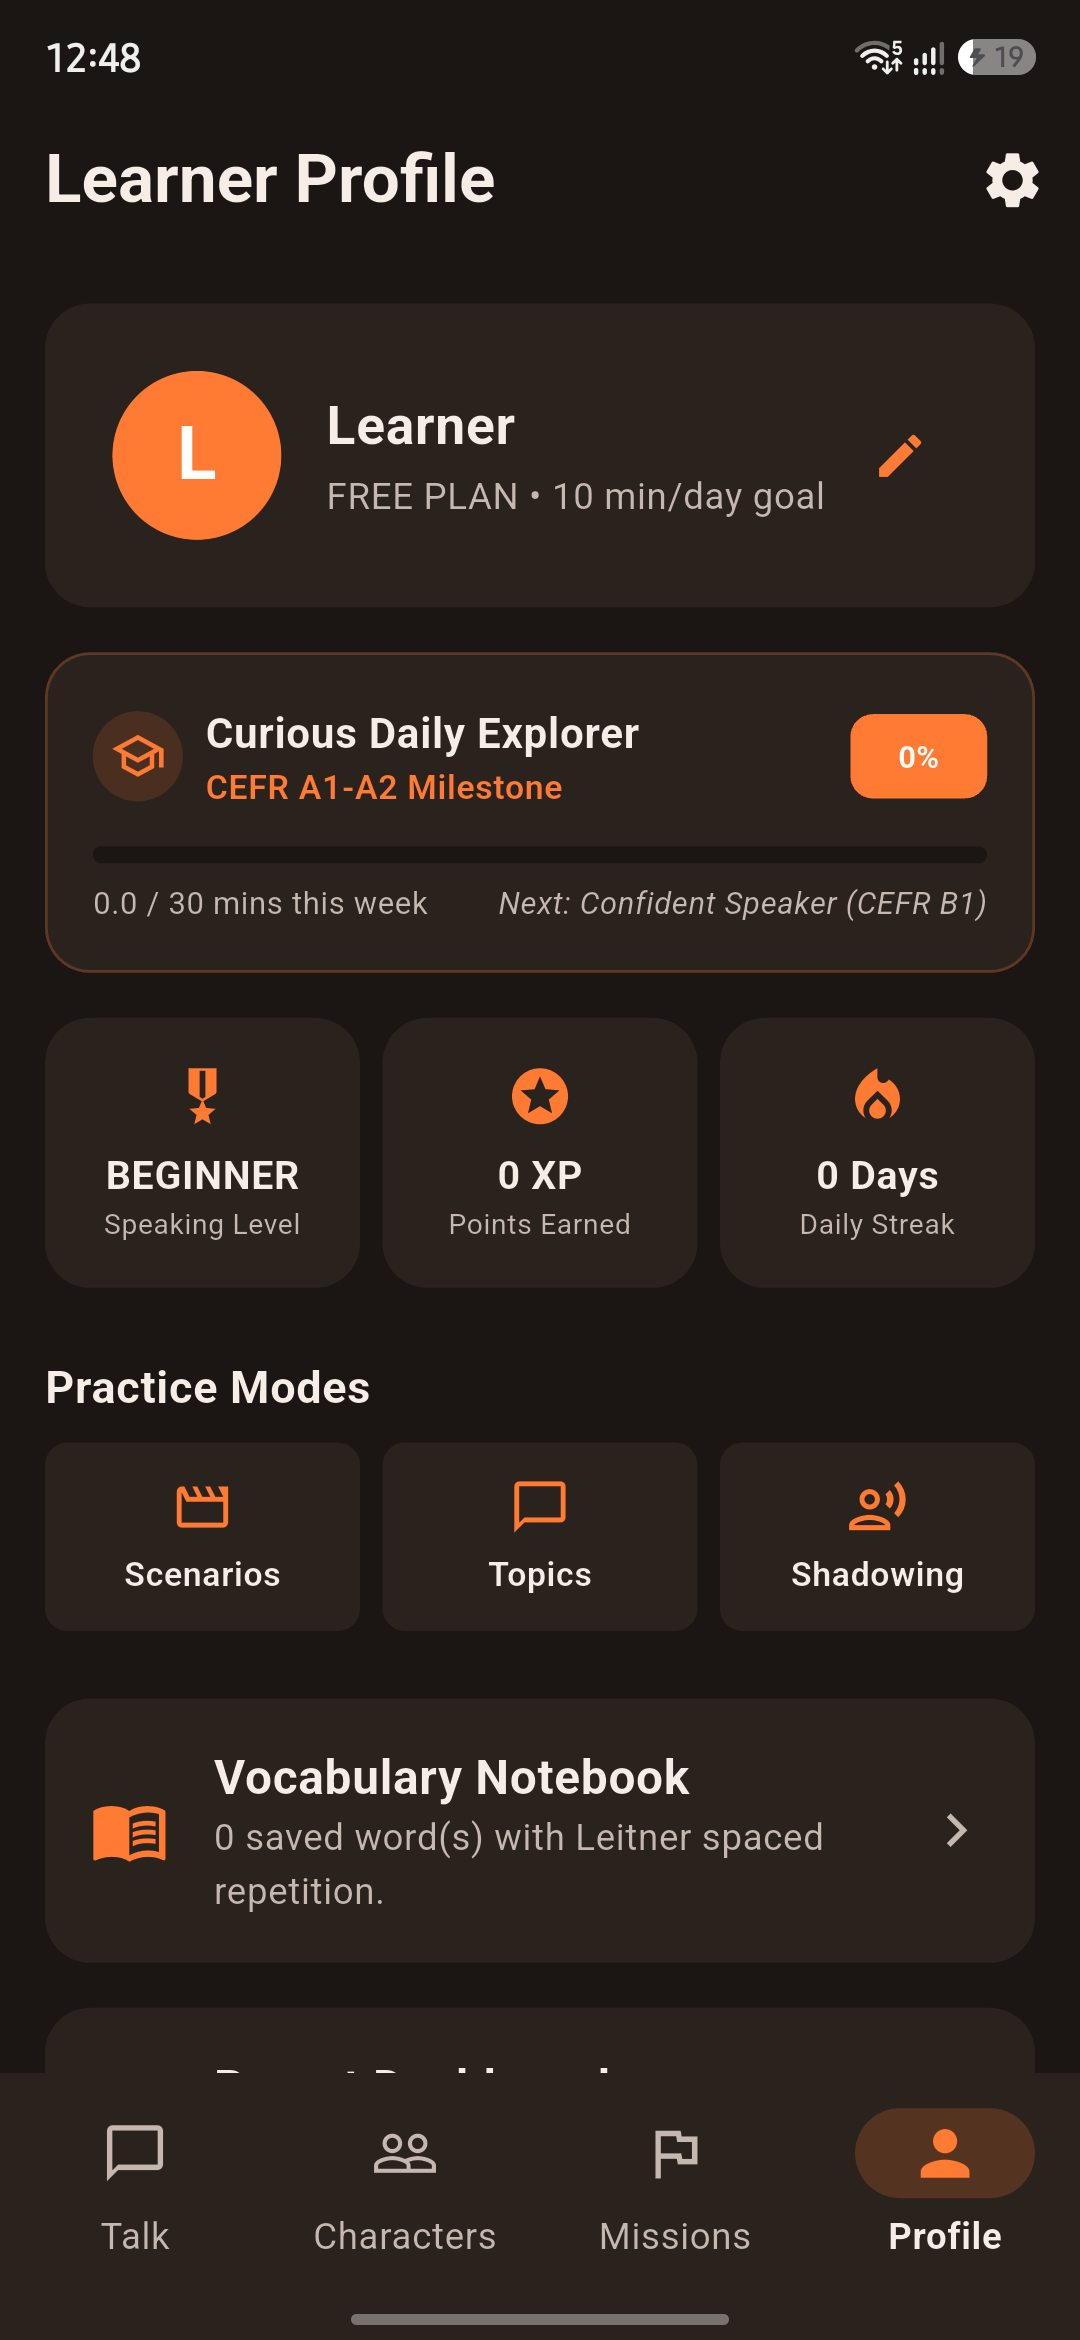 12:48
5
19
Learner Profile
L
Learner
FREE PLAN • 10 min/day goal
Curious Daily Explorer
CEFR A1-A2 Milestone
0%
0.0 / 30 mins this week
Next: Confident Speaker (CEFR B1)
BEGINNER
Speaking Level
0 XP
Points Earned
0 Days
Daily Streak
Practice Modes
Scenarios
Topics
Shadowing
Vocabulary Notebook
0 saved word(s) with Leitner spaced
repetition.
Talk
Characters
Missions
Profile